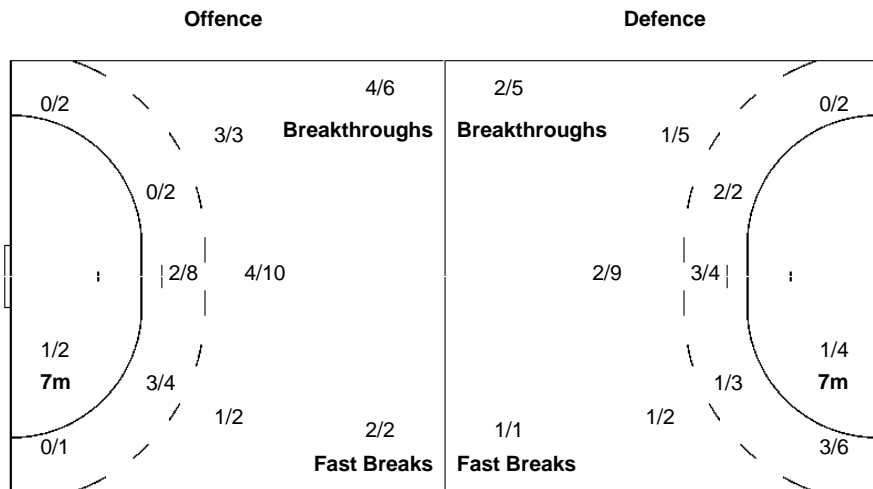 Offence Defence
4/6 2/5
0/2 0/2
3/3 Breakthroughs Breakthroughs 1/5
0/2 2/2
2/8 4/10 2/9 3/4
1/2 1/4
7m 3/4 1/3 7m
1/2 1/2
2/2 1/1
0/1 3/6
Fast Breaks Fast Breaks